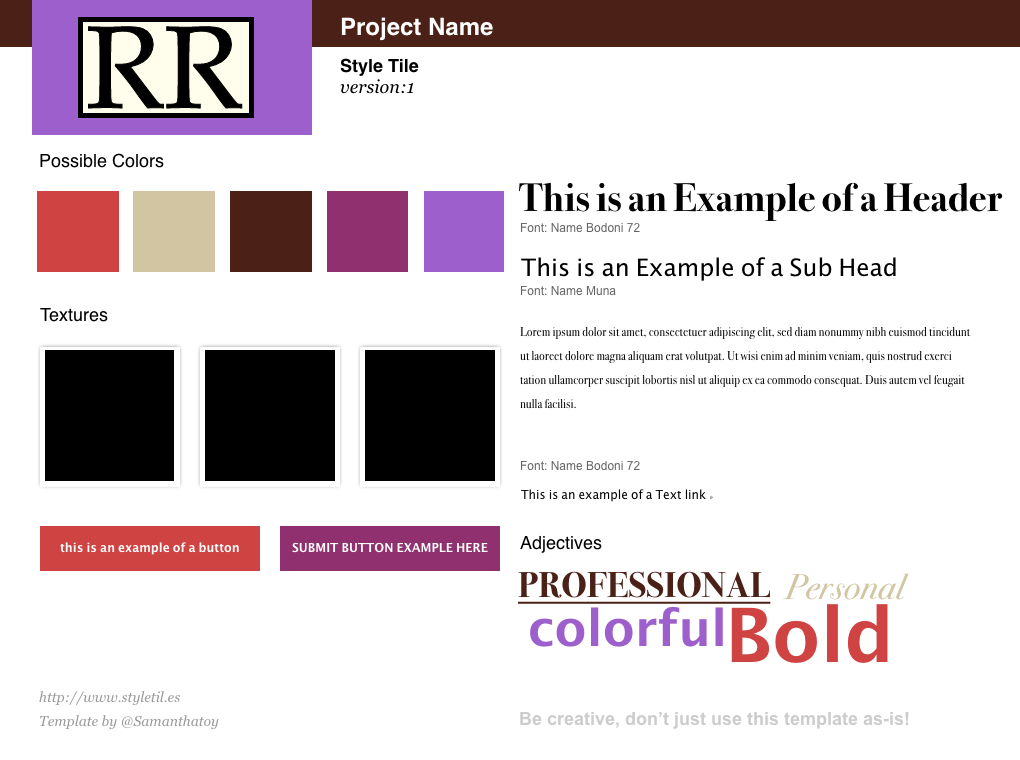 RR
Project Name
Style Tile
version:1
Possible Colors
This is an Example of a Header
Font: Name Bodoni 72
This is an Example of a Sub Head
Font: Name Muna
Textures
Lorem ipsum dolor sit amet, consectetuer adipiscing elit, sed diam nonummy nibh euismod tincidunt
ut laoreet dolore magna aliquam erat volutpat. Ut wisi enim ad minim veniam, quis nostrud exerci
tation ullamcorper suscipit lobortis nisl ut aliquip ex ea commodo consequat. Duis autem vel feugait
nulla facilisi.
Font: Name Bodoni 72
This is an example of a Text link .
this is an example of a button
SUBMIT BUTTON EXAMPLE HERE
Adjectives
PROFESSIONAL Personal
colorful Bold
http://www.styletil.es
Template by @Samanthatoy
Be creative, don’t just use this template as-is!